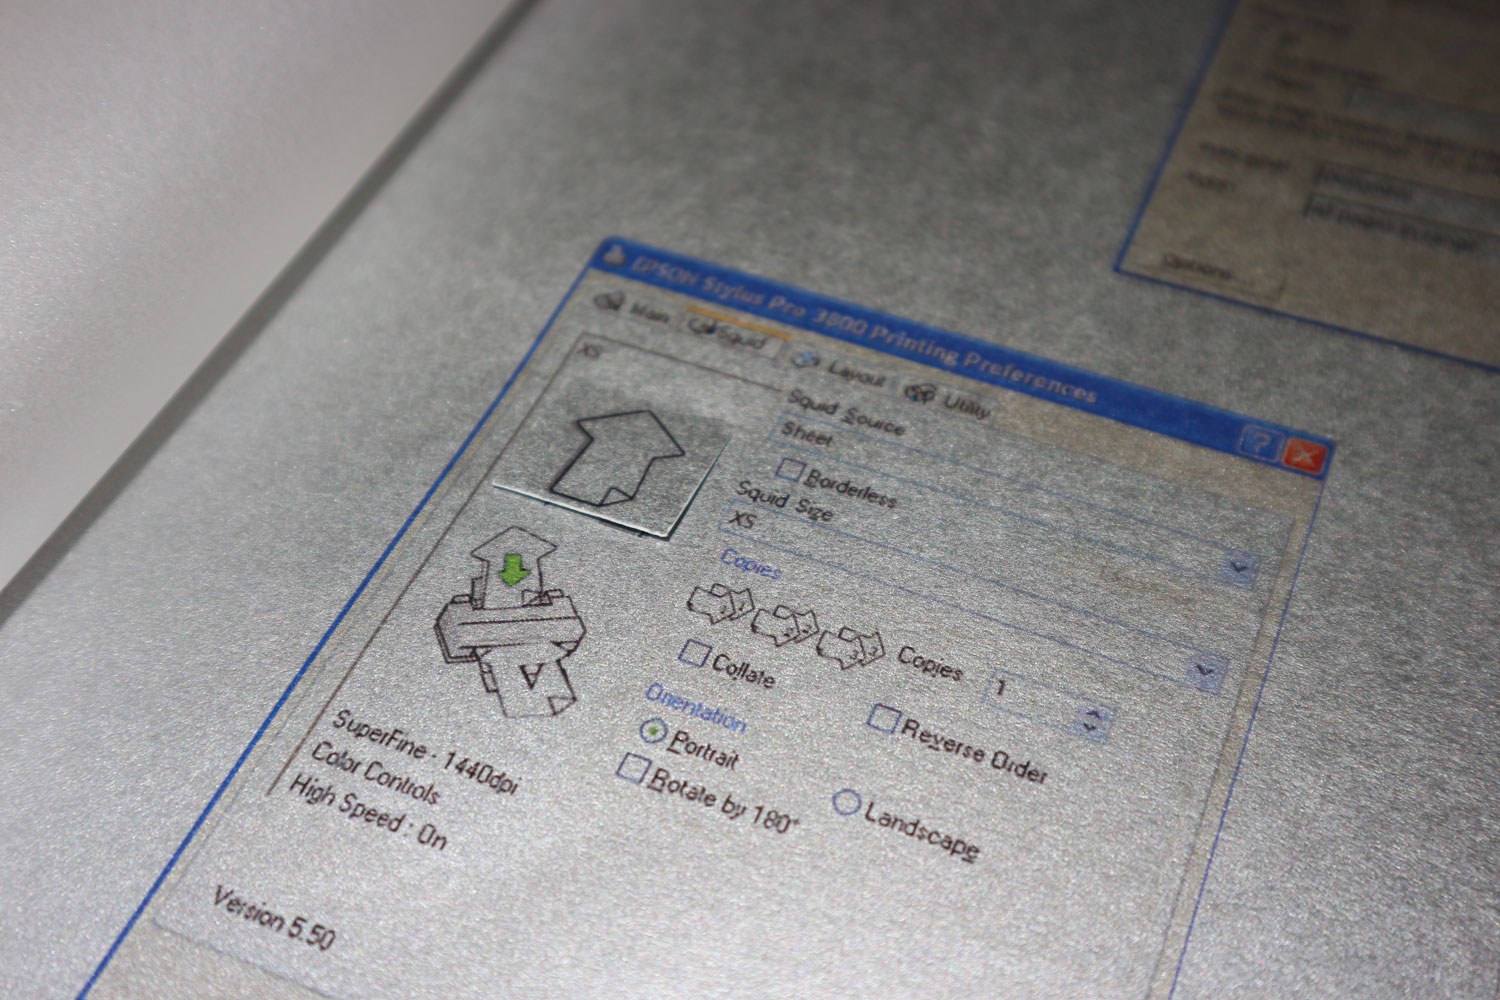 EPSON Stylus Pro 3800 Printing Preferences
? X
Main Squid Layout Utility
XS
Squid Source
Sheet
Borderless
Squid Size
XS
Copies
Copies 1
Collate
Reverse Order
Orientation
Portrait
Landscape
Rotate by 180°
A
SuperFine - 1440dpi
Color Controls
High Speed : On
Version 5.50
Options...